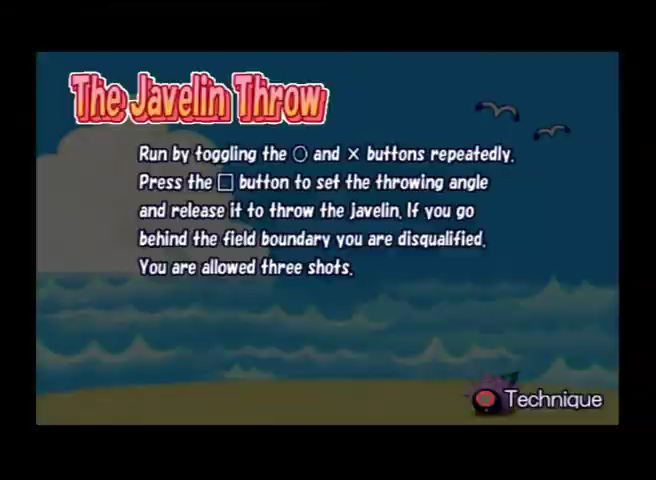 The Javelin Throw
Run by toggling the ○ and × buttons repeatedly.
Press the □ button to set the throwing angle
and release it to throw the javelin. If you go
behind the field boundary you are disqualified.
You are allowed three shots.
Technique